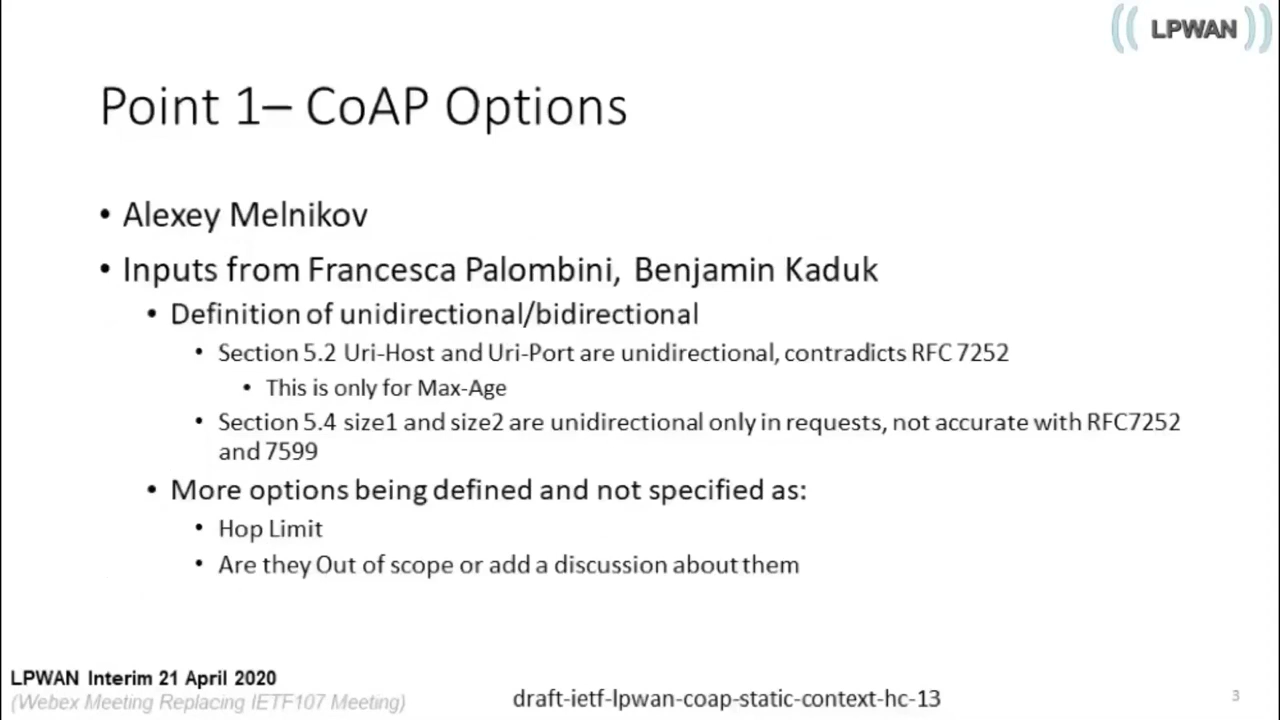 LPWAN
Point 1– CoAP Options
• Alexey Melnikov
• Inputs from Francesca Palombini, Benjamin Kaduk
• Definition of unidirectional/bidirectional
• Section 5.2 Uri-Host and Uri-Port are unidirectional, contradicts RFC 7252
• This is only for Max-Age
• Section 5.4 size1 and size2 are unidirectional only in requests, not accurate with RFC7252
and 7599
• More options being defined and not specified as:
• Hop Limit
• Are they Out of scope or add a discussion about them
LPWAN Interim 21 April 2020
(Webex Meeting Replacing IETF107 Meeting)
draft-ietf-lpwan-coap-static-context-hc-13
3